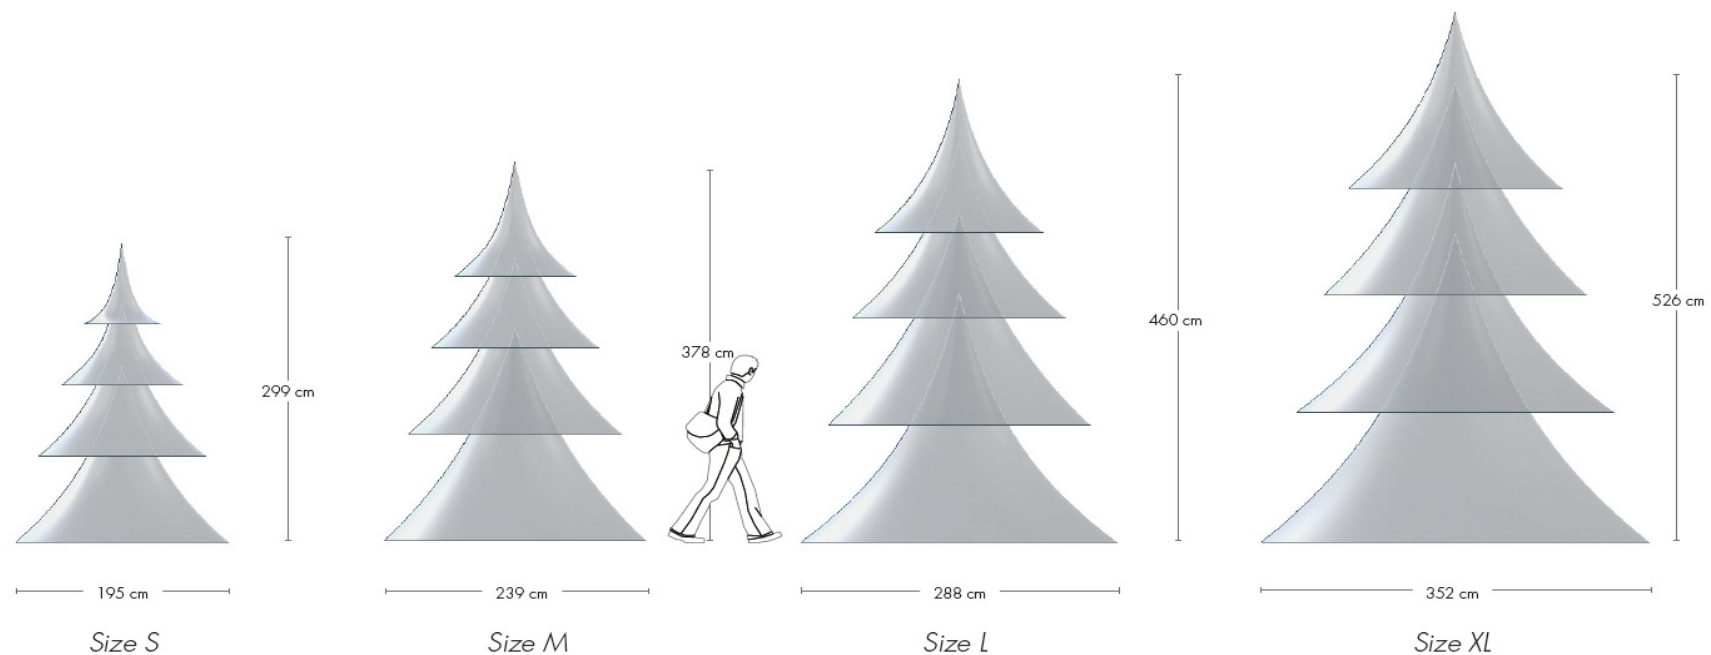 299 cm
378 cm
460 cm
526 cm
195 cm
239 cm
288 cm
352 cm
Size S
Size M
Size L
Size XL